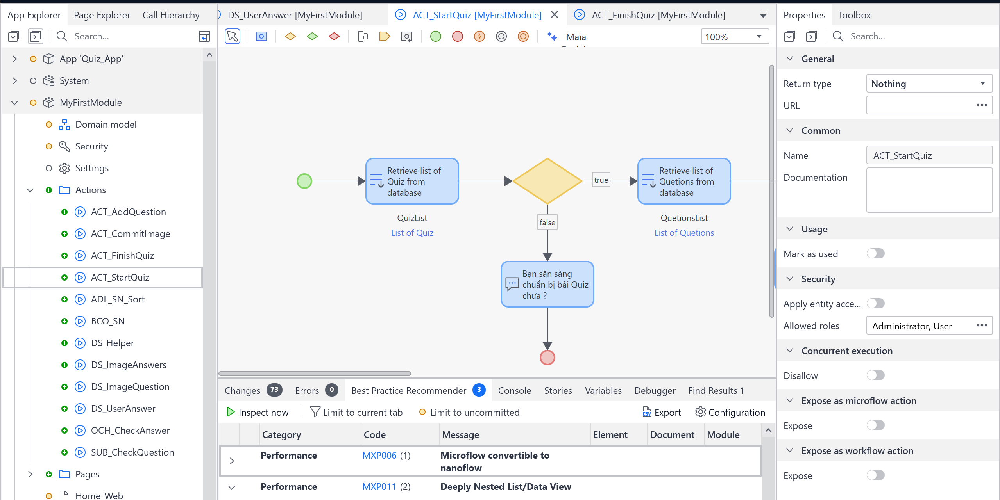 App Explorer
Page Explorer
Call Hierarchy
Search...
App 'Quiz_App'
System
MyFirstModule
Domain model
Security
Settings
Actions
ACT_AddQuestion
ACT_CommitImage
ACT_FinishQuiz
ACT_StartQuiz
ADL_SN_Sort
BCO_SN
DS_Helper
DS_ImageAnswers
DS_ImageQuestion
DS_UserAnswer
OCH_CheckAnswer
SUB_CheckQuestion
Pages
Home_Web
DS_UserAnswer [MyFirstModule]
ACT_StartQuiz [MyFirstModule]
ACT_FinishQuiz [MyFirstModule]
Maia
100%
Retrieve list of
Quiz from
database
QuizList
List of Quiz
true
false
Retrieve list of
Quetions from
database
QuetionsList
List of Quetions
Bạn sẵn sàng
chuẩn bị bài Quiz
chưa ?
Changes 73
Errors 0
Best Practice Recommender 3
Console
Stories
Variables
Debugger
Find Results 1
Inspect now
Limit to current tab
Limit to uncommitted
CSV Export
Configuration
Category
Code
Message
Element
Document
Module
Performance
MXP006 (1)
Microflow convertible to
nanoflow
Performance
MXP011 (2)
Deeply Nested List/Data View
Properties
Toolbox
Search...
General
Return type
Nothing
URL
Common
Name
ACT_StartQuiz
Documentation
Usage
Mark as used
Security
Apply entity acce...
Allowed roles
Administrator, User
Concurrent execution
Disallow
Expose as microflow action
Expose
Expose as workflow action
Expose